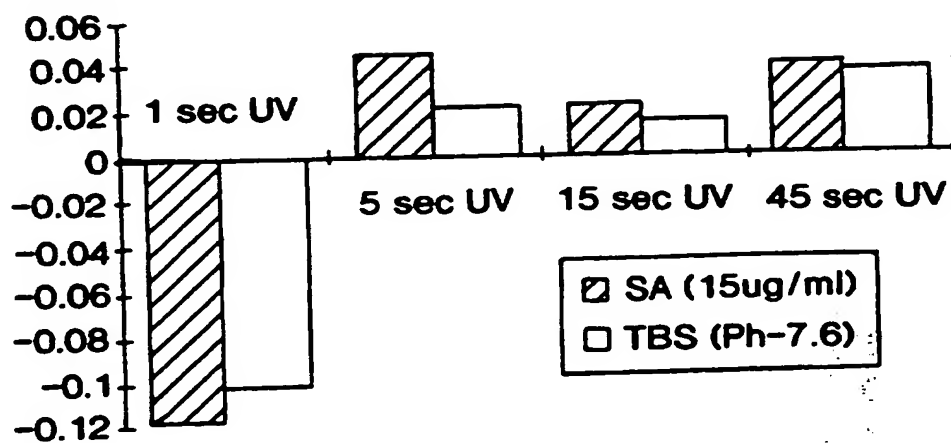 0.06
0.04
0.02
0
−0.02
−0.04
−0.06
−0.08
−0.1
−0.12
1 sec UV
5 sec UV
15 sec UV
45 sec UV
SA (15ug/ml)
TBS (Ph−7.6)